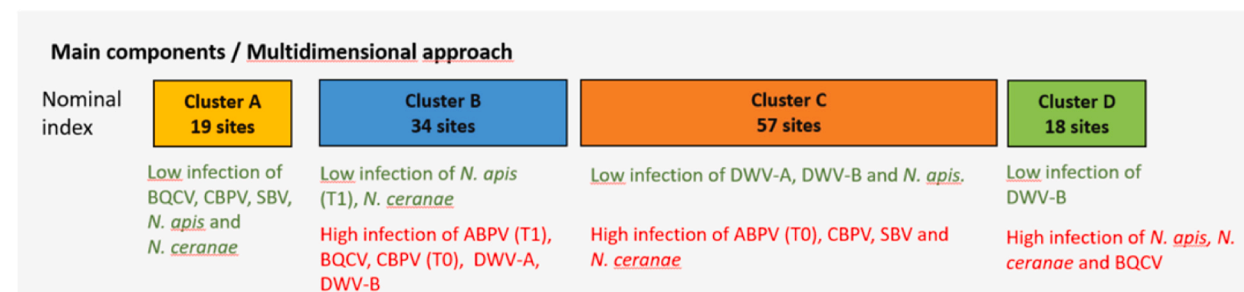 Main components / Multidimensional approach
Nominal
index
Cluster A
19 sites
Cluster B
34 sites
Cluster C
57 sites
Cluster D
18 sites
Low infection of
BQCV, CBPV, SBV,
N. apis and
N. ceranae
Low infection of N. apis
(T1), N. ceranae
High infection of ABPV (T1),
BQCV, CBPV (T0), DWV-A,
DWV-B
Low infection of DWV-A, DWV-B and N. apis.
High infection of ABPV (T0), CBPV, SBV and
N. ceranae
Low infection of
DWV-B
High infection of N. apis, N.
ceranae and BQCV